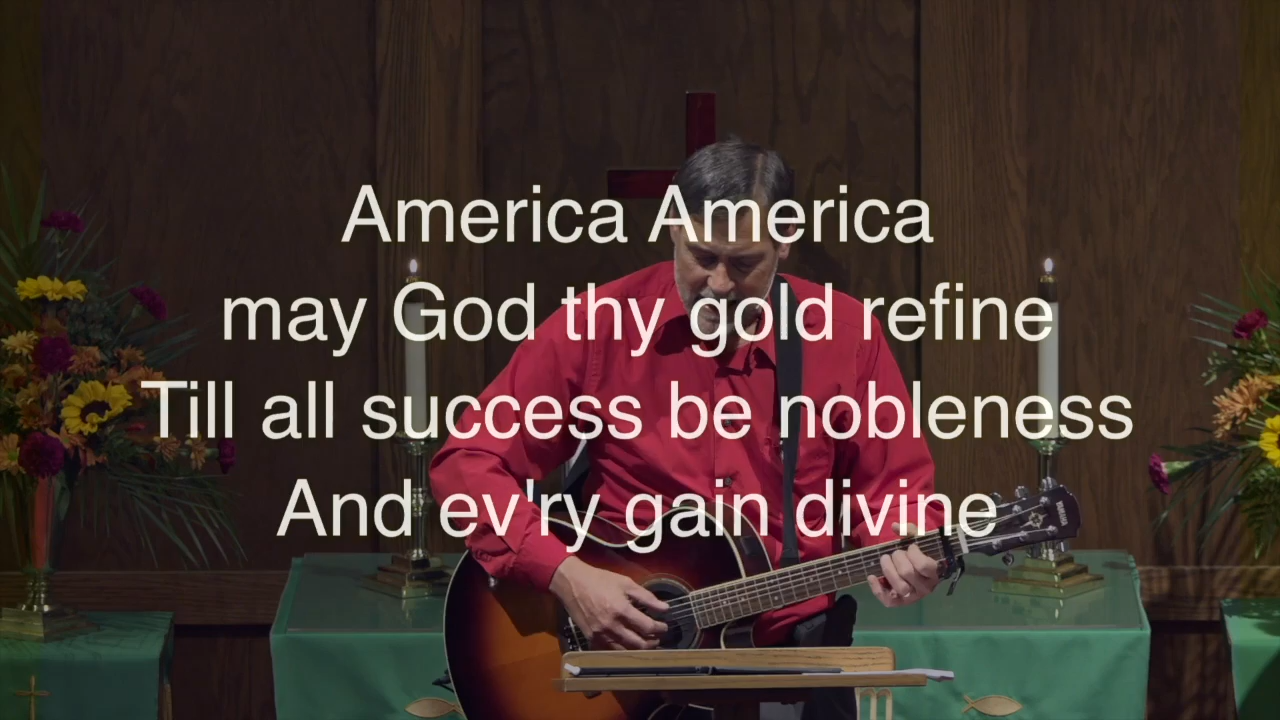 America America
may God thy gold refine
Till all success be nobleness
And ev'ry gain divine